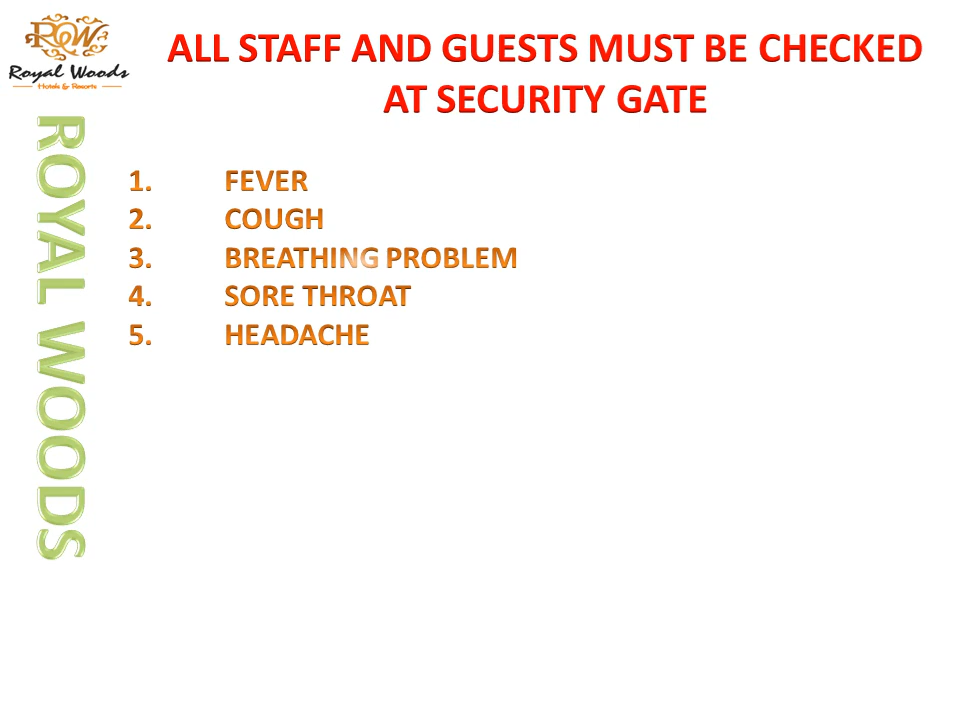 ROW
Royal Woods
Hotels & Resorts
ALL STAFF AND GUESTS MUST BE CHECKED
AT SECURITY GATE
ROYAL WOODS
1. FEVER
2. COUGH
3. BREATHING PROBLEM
4. SORE THROAT
5. HEADACHE